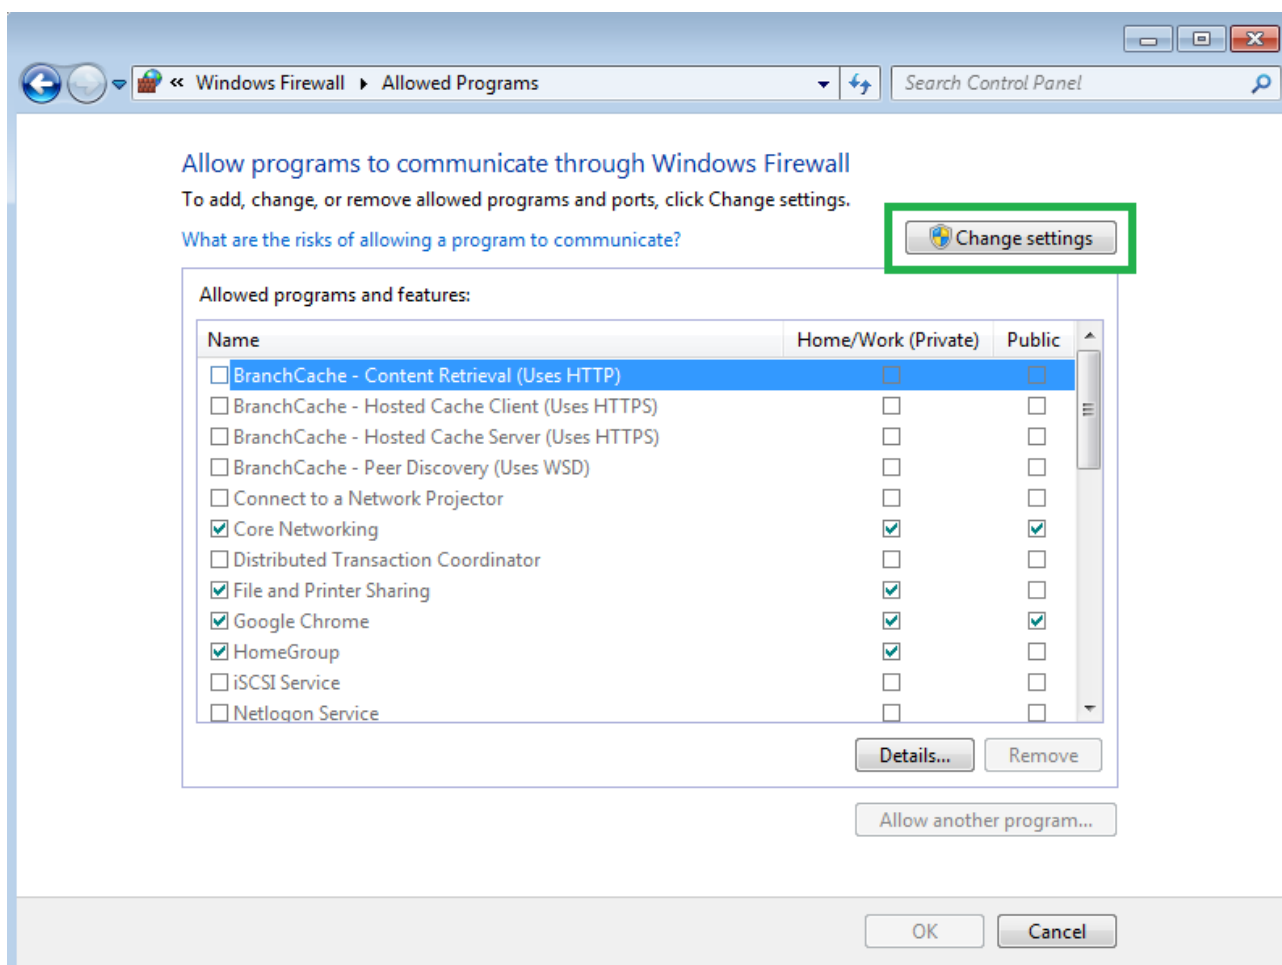 « Windows Firewall Allowed Programs Search Control Panel
Allow programs to communicate through Windows Firewall
To add, change, or remove allowed programs and ports, click Change settings.
What are the risks of allowing a program to communicate?
Change settings
Allowed programs and features:
Name Home/Work (Private) Public
BranchCache - Content Retrieval (Uses HTTP)
BranchCache - Hosted Cache Client (Uses HTTPS)
BranchCache - Hosted Cache Server (Uses HTTPS)
BranchCache - Peer Discovery (Uses WSD)
Connect to a Network Projector
Core Networking
Distributed Transaction Coordinator
File and Printer Sharing
Google Chrome
HomeGroup
iSCSI Service
Netlogon Service
Details... Remove
Allow another program...
OK Cancel